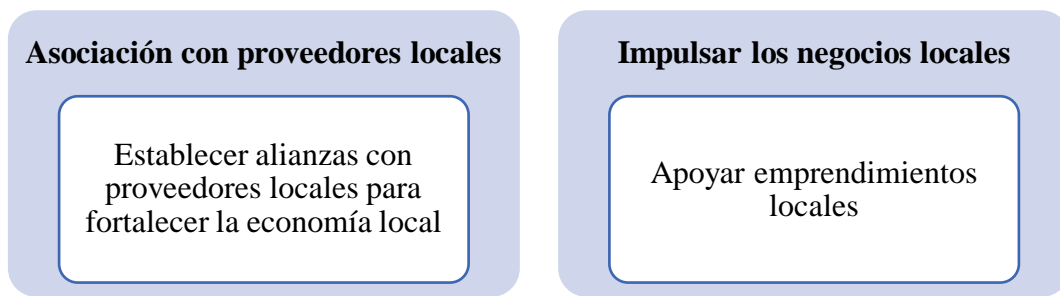 Asociación con proveedores locales
Establecer alianzas con
proveedores locales para
fortalecer la economía local
Impulsar los negocios locales
Apoyar emprendimientos
locales